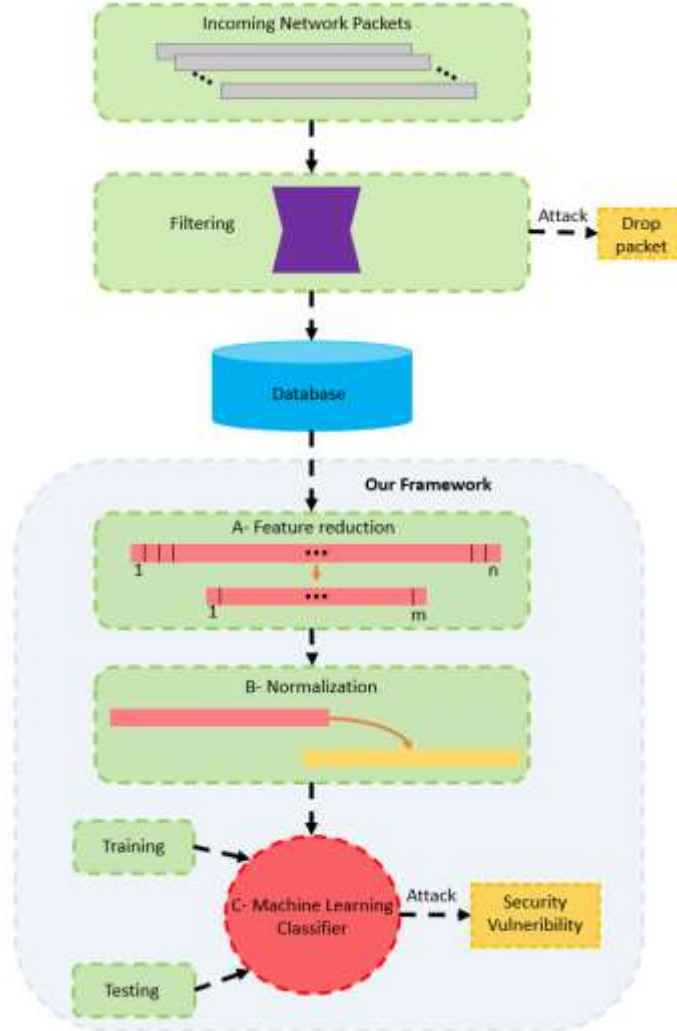 Incoming Network Packets
Filtering
Attack
Drop
packet
Database
Our Framework
A- Feature reduction
1
n
1
m
B- Normalization
Training
C- Machine Learning
Classifier
Attack
Security
Vulneribility
Testing